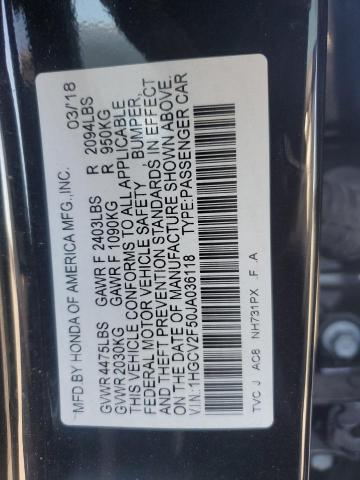 MFD BY HONDA OF AMERICA MFG., INC. 03/18
GVWR 4475LBS GAWR F 2403LBS R 2094LBS
GVWR 2030KG GAWR F 1090KG R 950KG
THIS VEHICLE CONFORMS TO ALL APPLICABLE
FEDERAL MOTOR VEHICLE SAFETY , BUMPER,
AND THEFT PREVENTION STANDARDS IN EFFECT
ON THE DATE OF MANUFACTURE SHOWN ABOVE.
V.I.N.:1HGCV2F50JA036118 TYPE:PASSENGER CAR
TVC J AC8 NH731PX .F .A